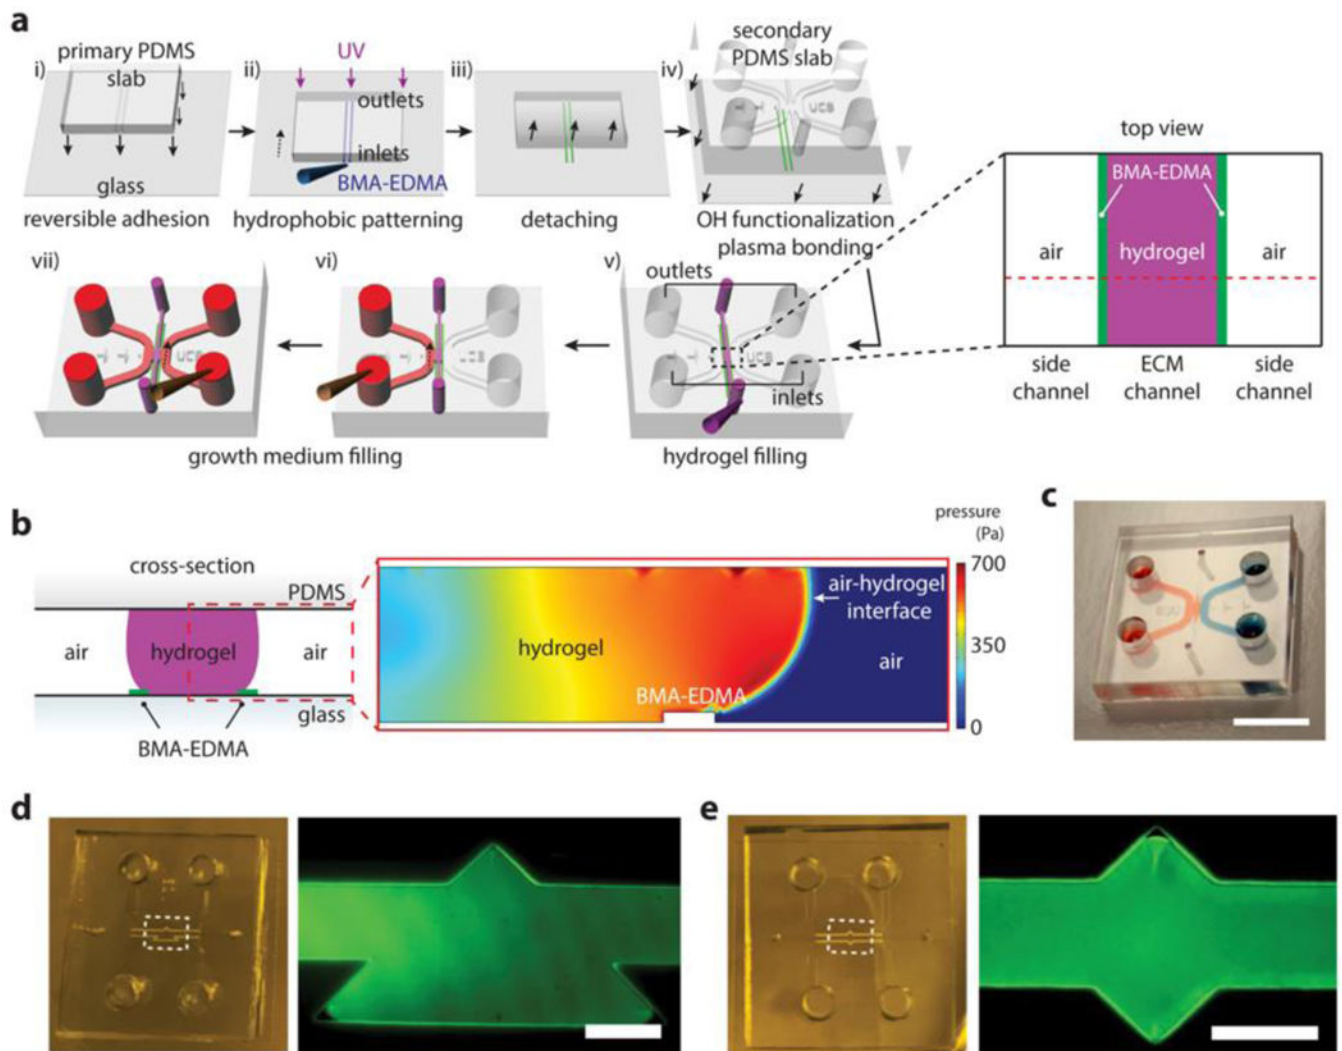 a
primary PDMS
slab
i)
glass
reversible adhesion
ii)
UV
outlets
inlets
BMA-EDMA
hydrophobic patterning
iii)
detaching
iv)
secondary
PDMS slab
UCB
OH functionalization
plasma bonding
top view
BMA-EDMA
air
hydrogel
air
side
channel
ECM
channel
side
channel
vii)
UCB
vi)
growth medium filling
v)
outlets
UCB
inlets
hydrogel filling
b
cross-section
PDMS
air
hydrogel
air
glass
BMA-EDMA
hydrogel
BMA-EDMA
air-hydrogel
interface
air
pressure
(Pa)
700
350
0
c
d
e